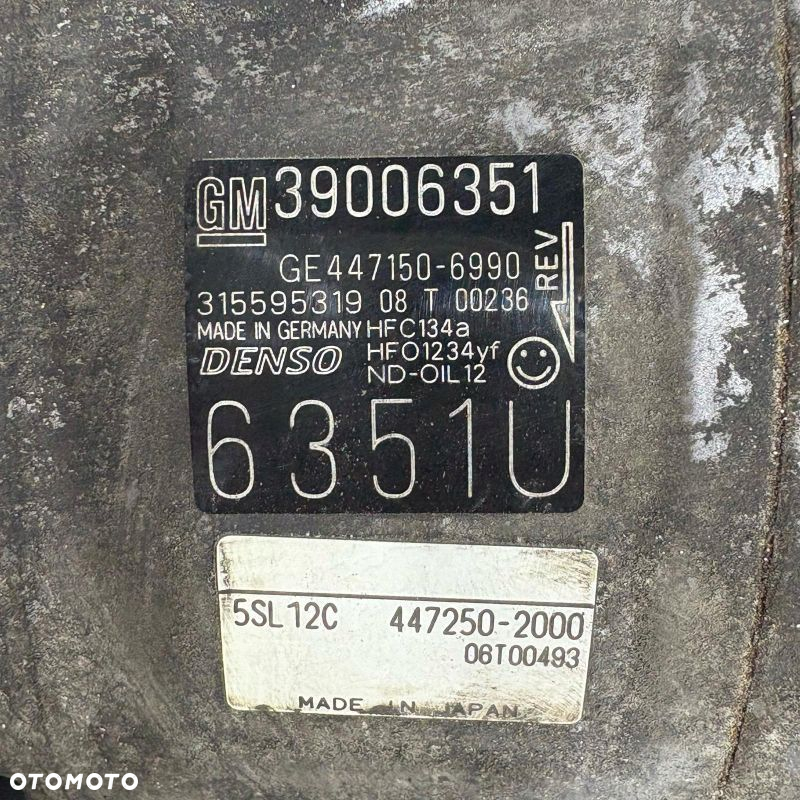 GM 39006351
GE447150-6990
REV
315595319 08 T 00236
MADE IN GERMANY HFC134a
DENSO HFO1234yf
ND-OIL12
6351U
5SL12C 447250-2000
06T00493
MADE IN JAPAN
OTOMOTO